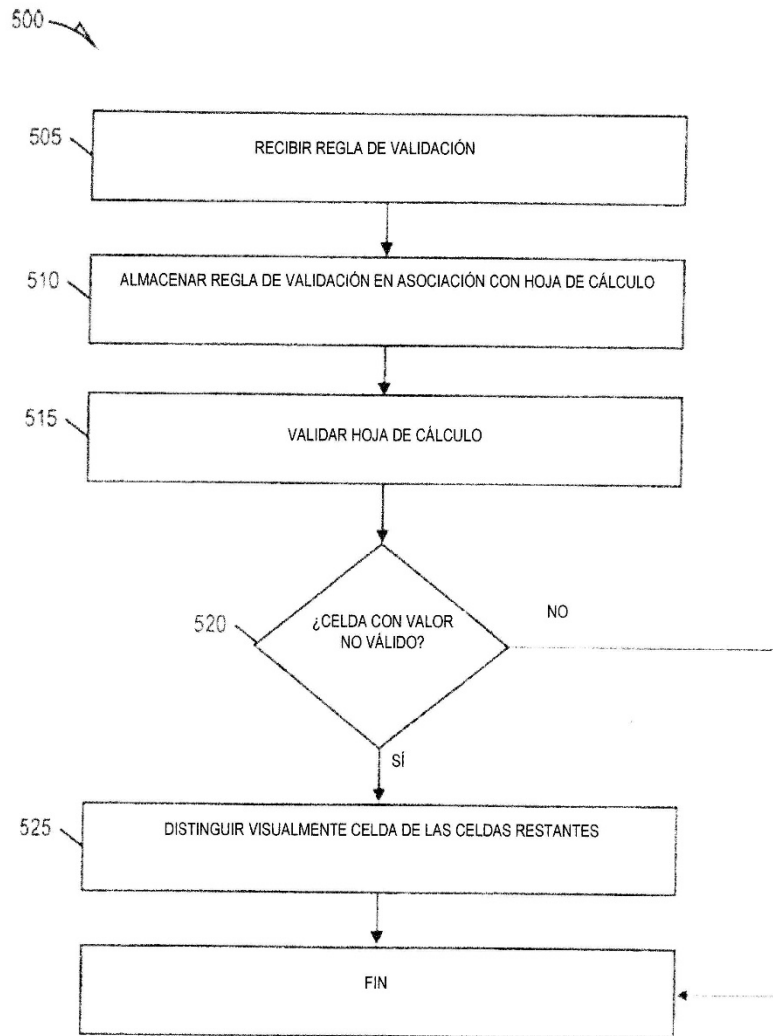 500
505
RECIBIR REGLA DE VALIDACIÓN
510
ALMACENAR REGLA DE VALIDACIÓN EN ASOCIACIÓN CON HOJA DE CÁLCULO
515
VALIDAR HOJA DE CÁLCULO
520
¿CELDA CON VALOR
NO VÁLIDO?
NO
SÍ
525
DISTINGUIR VISUALMENTE CELDA DE LAS CELDAS RESTANTES
FIN